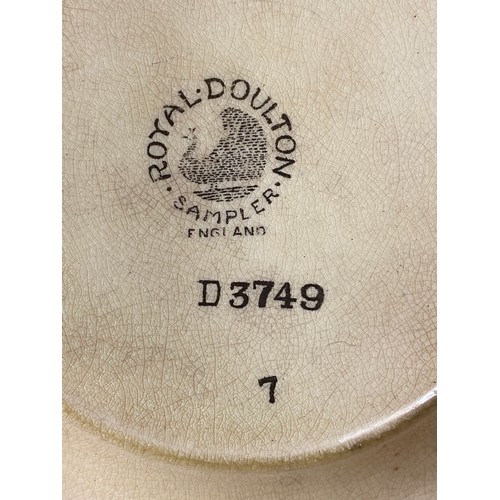 ROYAL·DOULTON
·SAMPLER·
ENGLAND
D3749
7